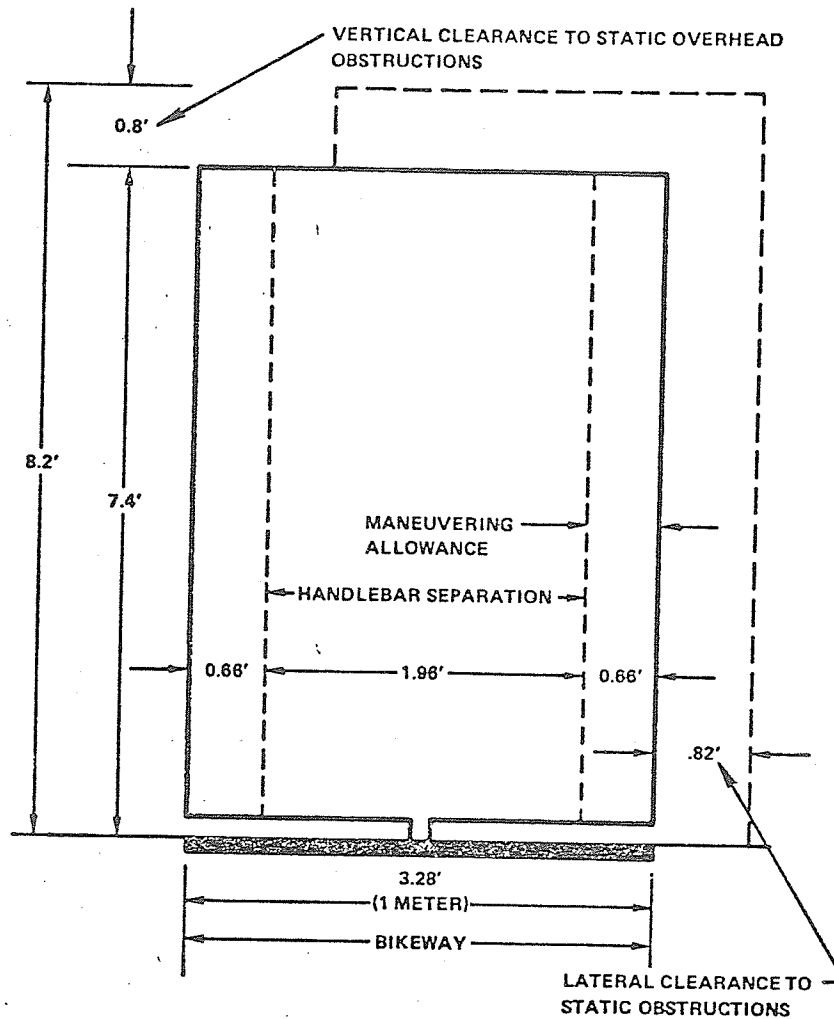 VERTICAL CLEARANCE TO STATIC OVERHEAD
OBSTRUCTIONS
0.8'
8.2'
7.4'
MANEUVERING
ALLOWANCE
HANDLEBAR SEPARATION
0.66'
1.96'
0.66'
.82'
3.28'
(1 METER)
BIKEWAY
LATERAL CLEARANCE TO
STATIC OBSTRUCTIONS